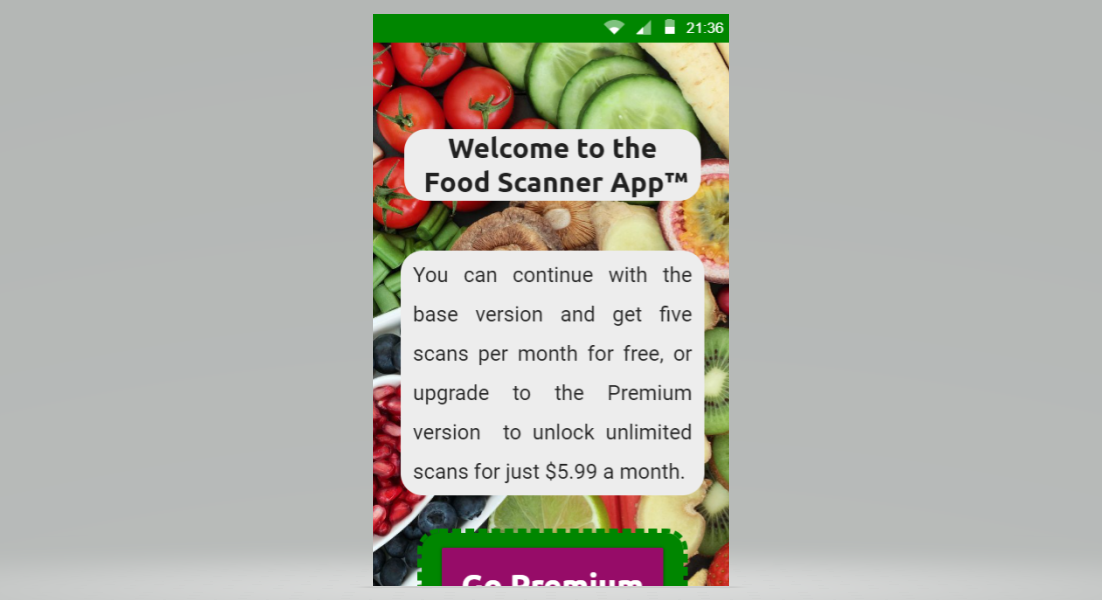 21:36
Welcome to the
Food Scanner App™
You can continue with the
base version and get five
scans per month for free, or
upgrade to the Premium
version to unlock unlimited
scans for just $5.99 a month.
Go Premium